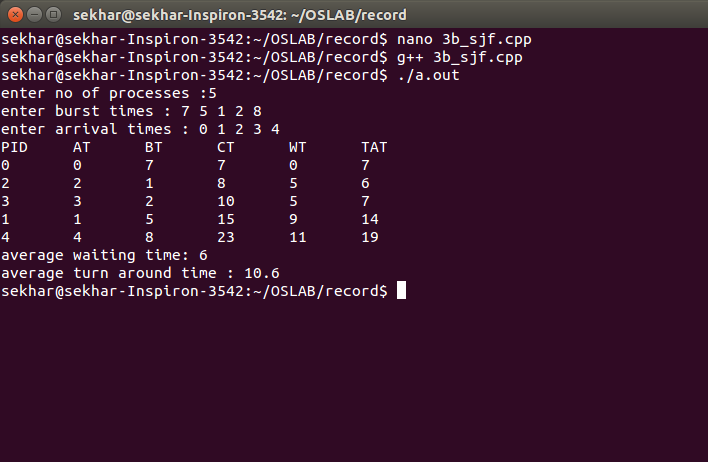 sekhar@sekhar-Inspiron-3542: ~/OSLAB/record
sekhar@sekhar-Inspiron-3542:~/OSLAB/record$ nano 3b_sjf.cpp
sekhar@sekhar-Inspiron-3542:~/OSLAB/record$ g++ 3b_sjf.cpp
sekhar@sekhar-Inspiron-3542:~/OSLAB/record$ ./a.out
enter no of processes :5
enter burst times : 7 5 1 2 8
enter arrival times : 0 1 2 3 4
PID AT BT CT WT TAT
0 0 7 7 0 7
2 2 1 8 5 6
3 3 2 10 5 7
1 1 5 15 9 14
4 4 8 23 11 19
average waiting time: 6
average turn around time : 10.6
sekhar@sekhar-Inspiron-3542:~/OSLAB/record$